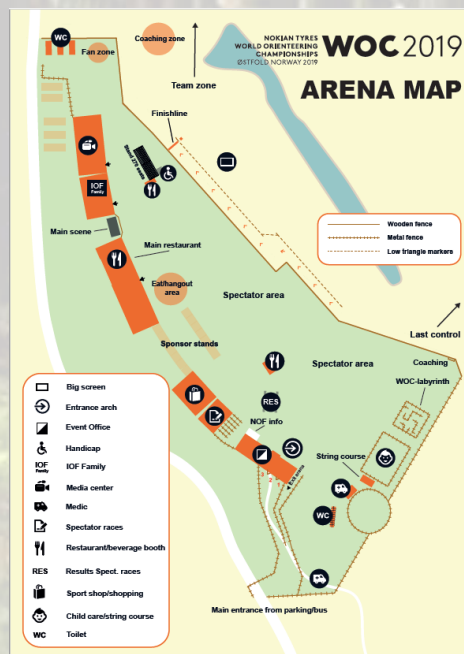 NOKIAN TYRES
WORLD ORIENTEERING
CHAMPIONSHIPS
ØSTFOLD NORWAY 2019
WOC 2019
ARENA MAP
WC
Fan zone
Coaching zone
Team zone
Finishline
Stand 270 seats
IOF
Family
Main scene
Main restaurant
Eat/hangout
area
Spectator area
Wooden fence
Metal fence
Low triangle markers
Last control
Sponsor stands
Spectator area
Coaching
WOC-labyrinth
RES
NOF info
String course
WC
Main entrance from parking/bus
Big screen
Entrance arch
Event Office
Handicap
IOF
Family
IOF Family
Media center
Medic
Spectator races
Restaurant/beverage booth
RES
Results Spect. races
Sport shop/shopping
Child care/string course
WC
Toilet